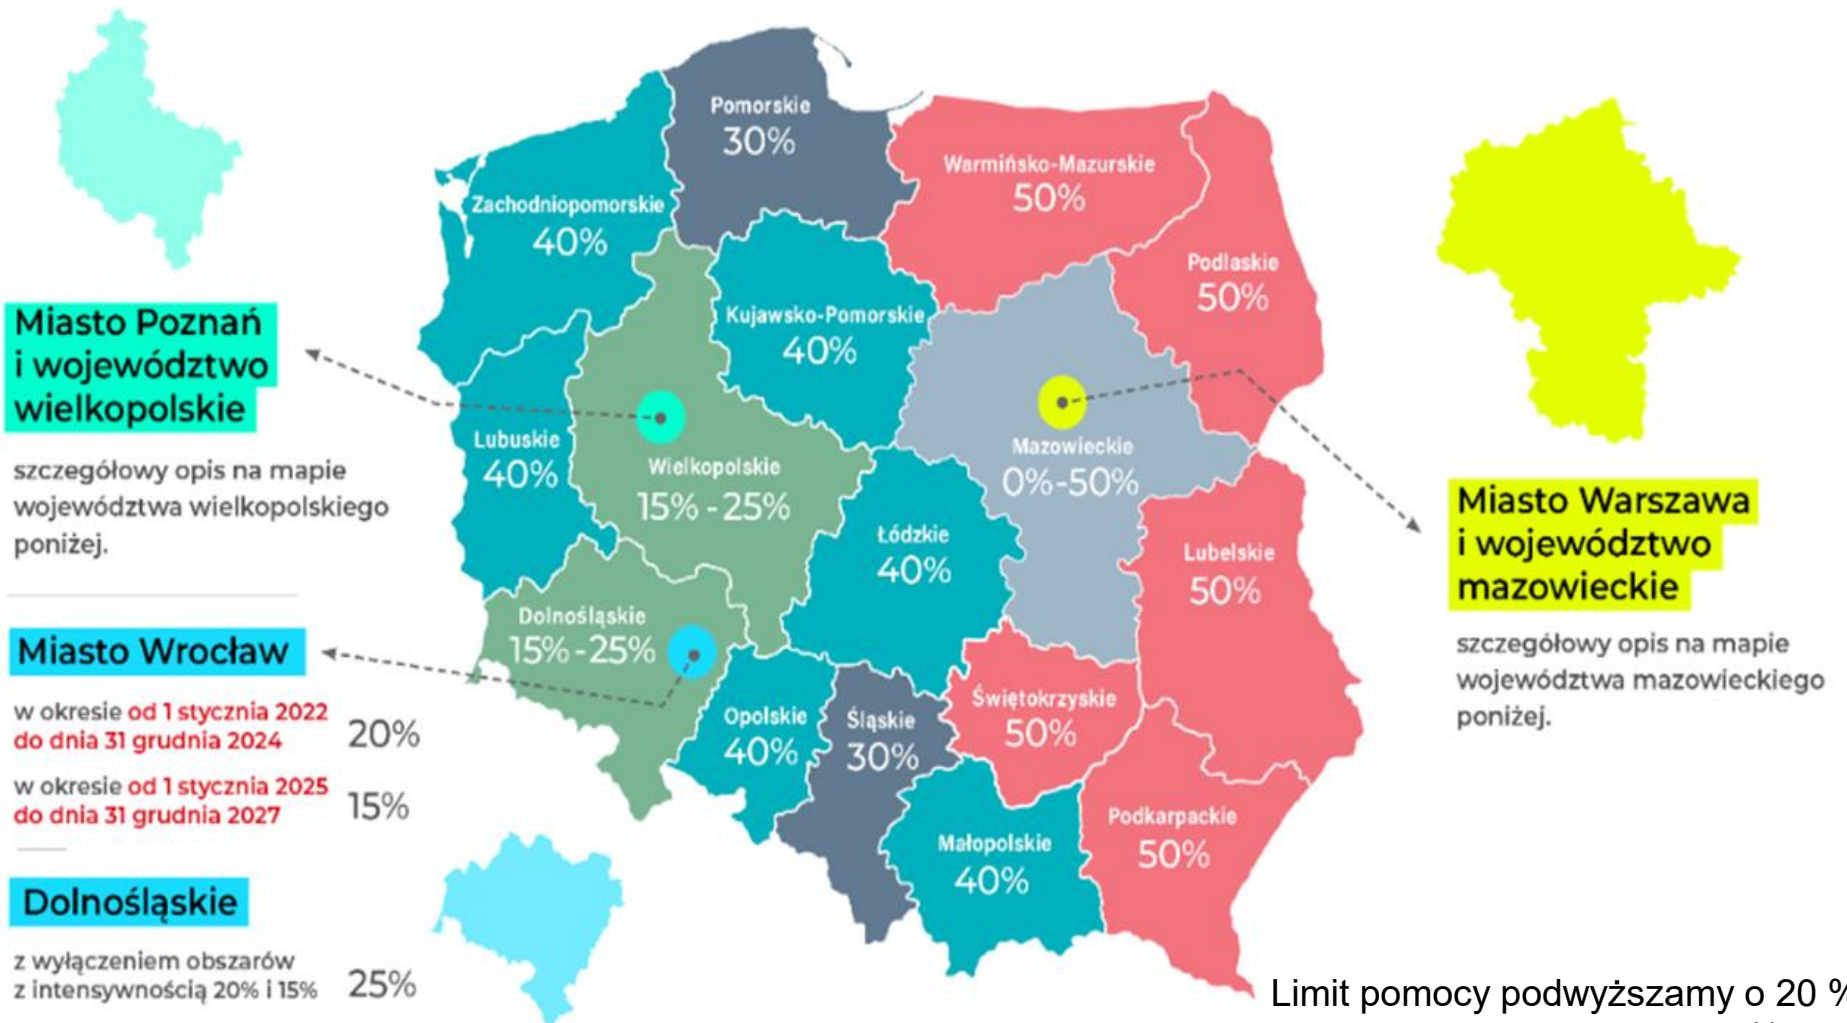 Miasto Poznań
i województwo
wielkopolskie
szczegółowy opis na mapie
województwa wielkopolskiego
poniżej.
Miasto Wrocław
w okresie od 1 stycznia 2022
do dnia 31 grudnia 2024
20%
w okresie od 1 stycznia 2025
do dnia 31 grudnia 2027
15%
Dolnośląskie
z wyłączeniem obszarów
z intensywnością 20% i 15%
25%
Pomorskie
30%
Zachodniopomorskie
40%
Warmińsko-Mazurskie
50%
Podlaskie
50%
Kujawsko-Pomorskie
40%
Lubuskie
40%
Wielkopolskie
15% - 25%
Mazowieckie
0%-50%
Łódzkie
40%
Lubelskie
50%
Dolnośląskie
15% - 25%
Opolskie
40%
Śląskie
30%
Świętokrzyskie
50%
Małopolskie
40%
Podkarpackie
50%
Miasto Warszawa
i województwo
mazowieckie
szczegółowy opis na mapie
województwa mazowieckiego
poniżej.
Limit pomocy podwyższamy o 20 %